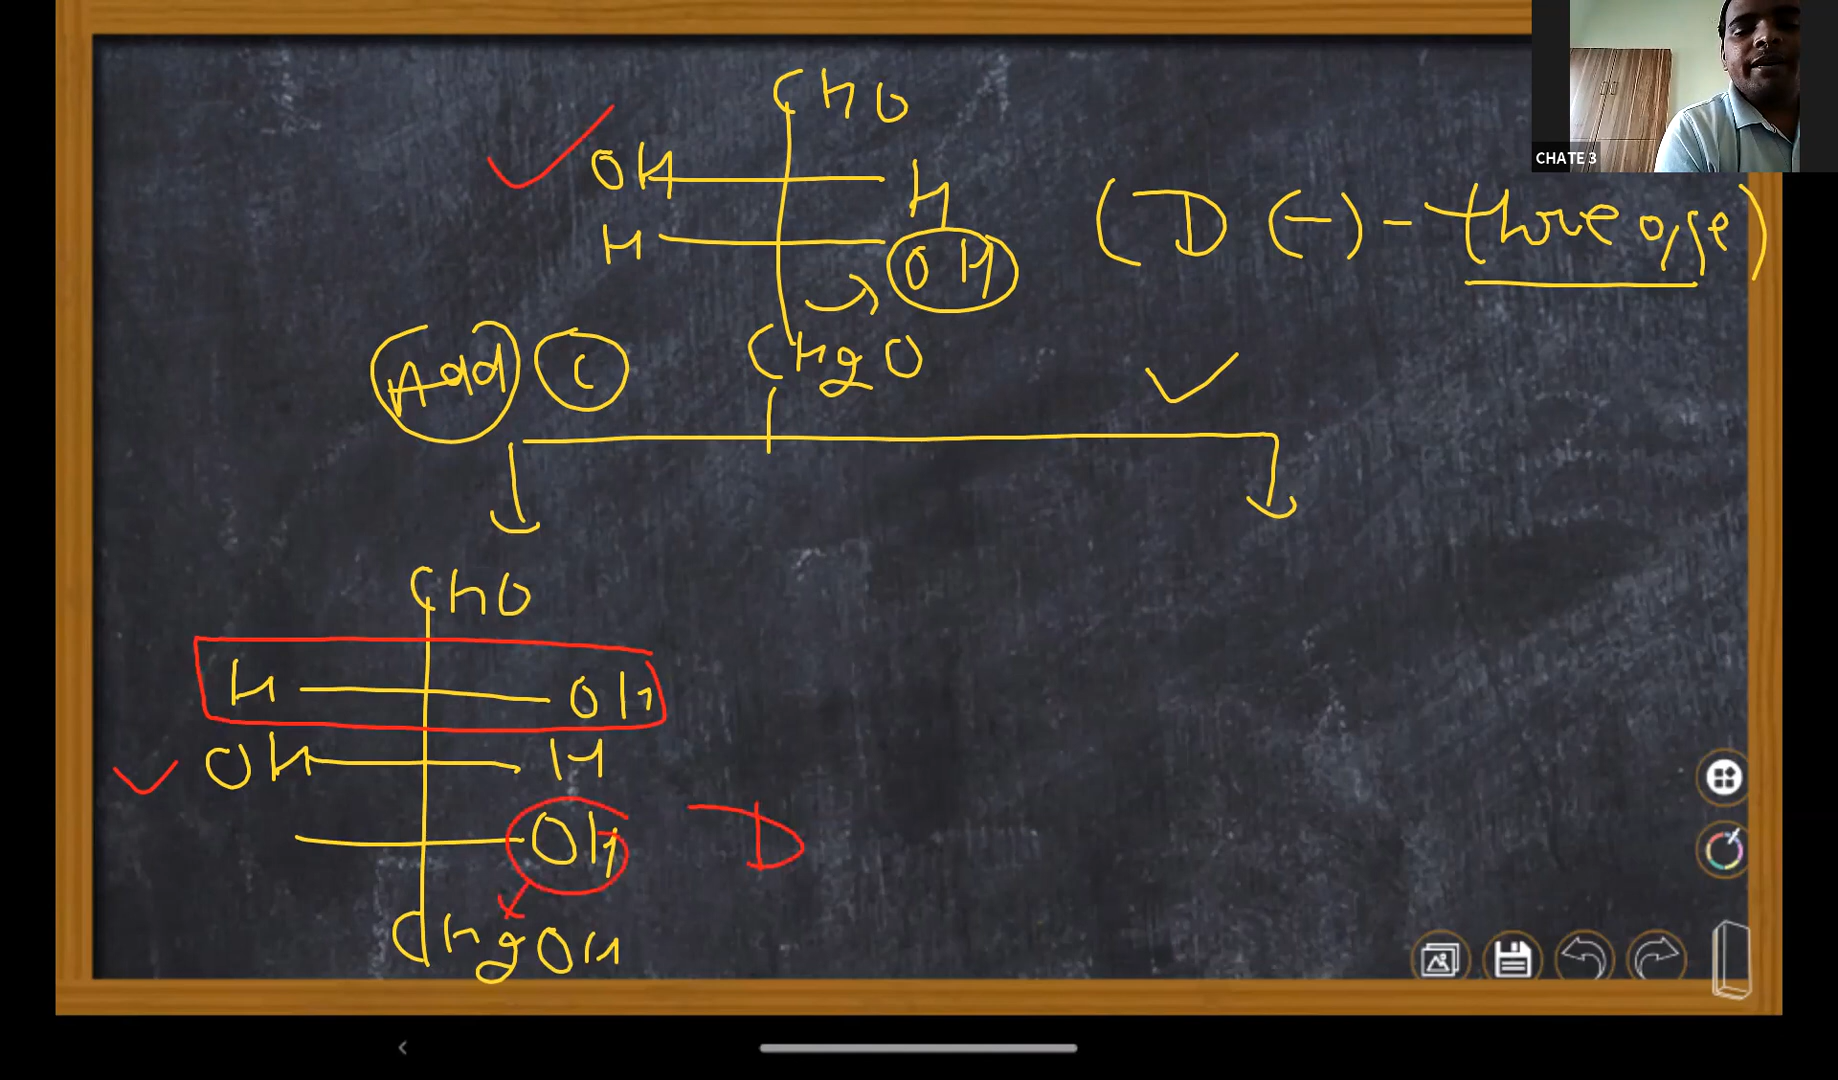 CHO
CHATE 3
OH H
(D (-) - threose)
H OH
Add C CH2O
CHO
H OH
OH H
OH D
CH2OH